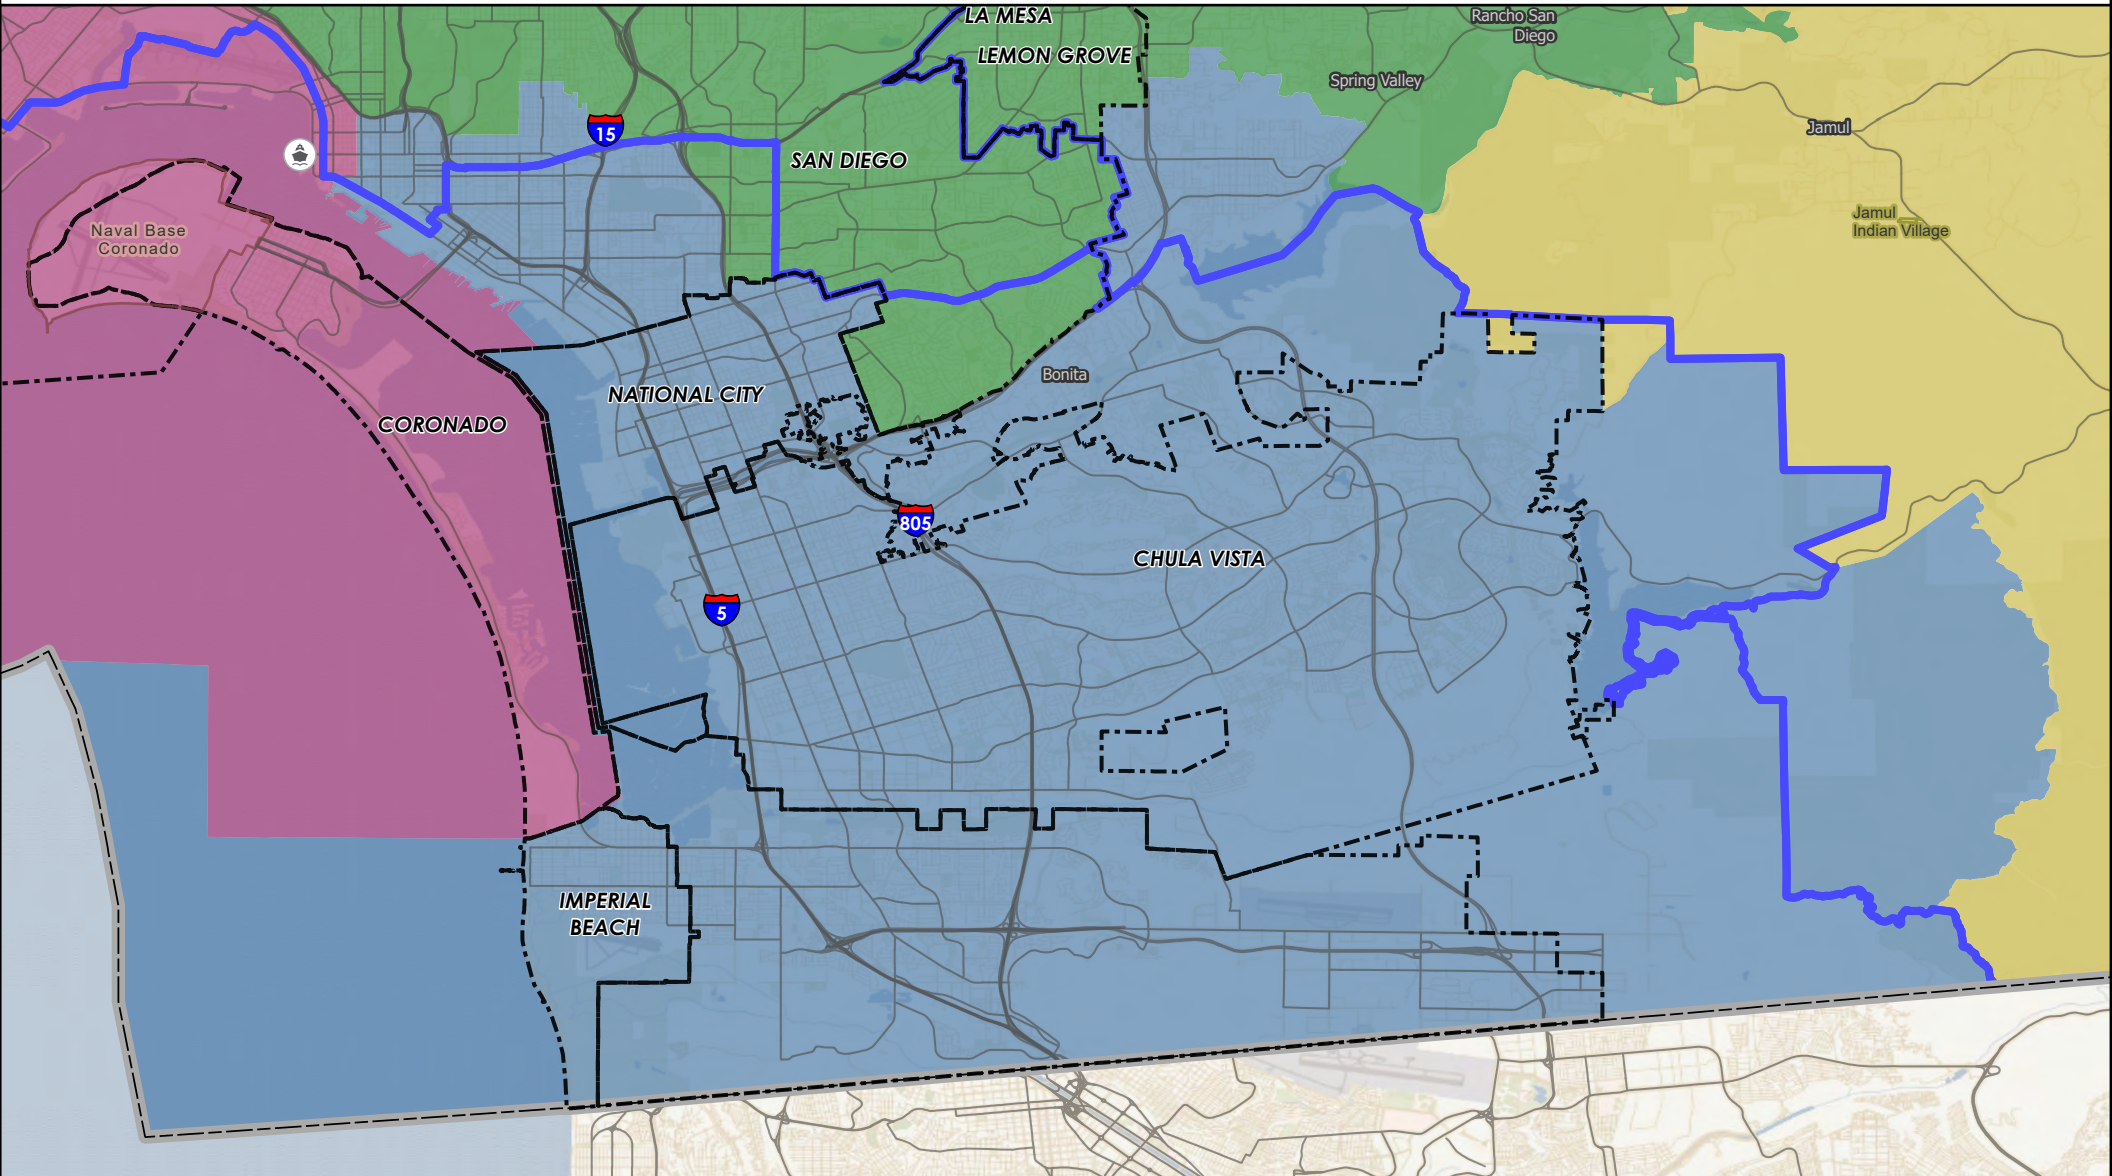 LA MESA
LEMON GROVE
Rancho San
Diego
Spring Valley
15
SAN DIEGO
Jamul
Naval Base
Coronado
Jamul
Indian Village
Bonita
NATIONAL CITY
CORONADO
805
CHULA VISTA
5
IMPERIAL
BEACH